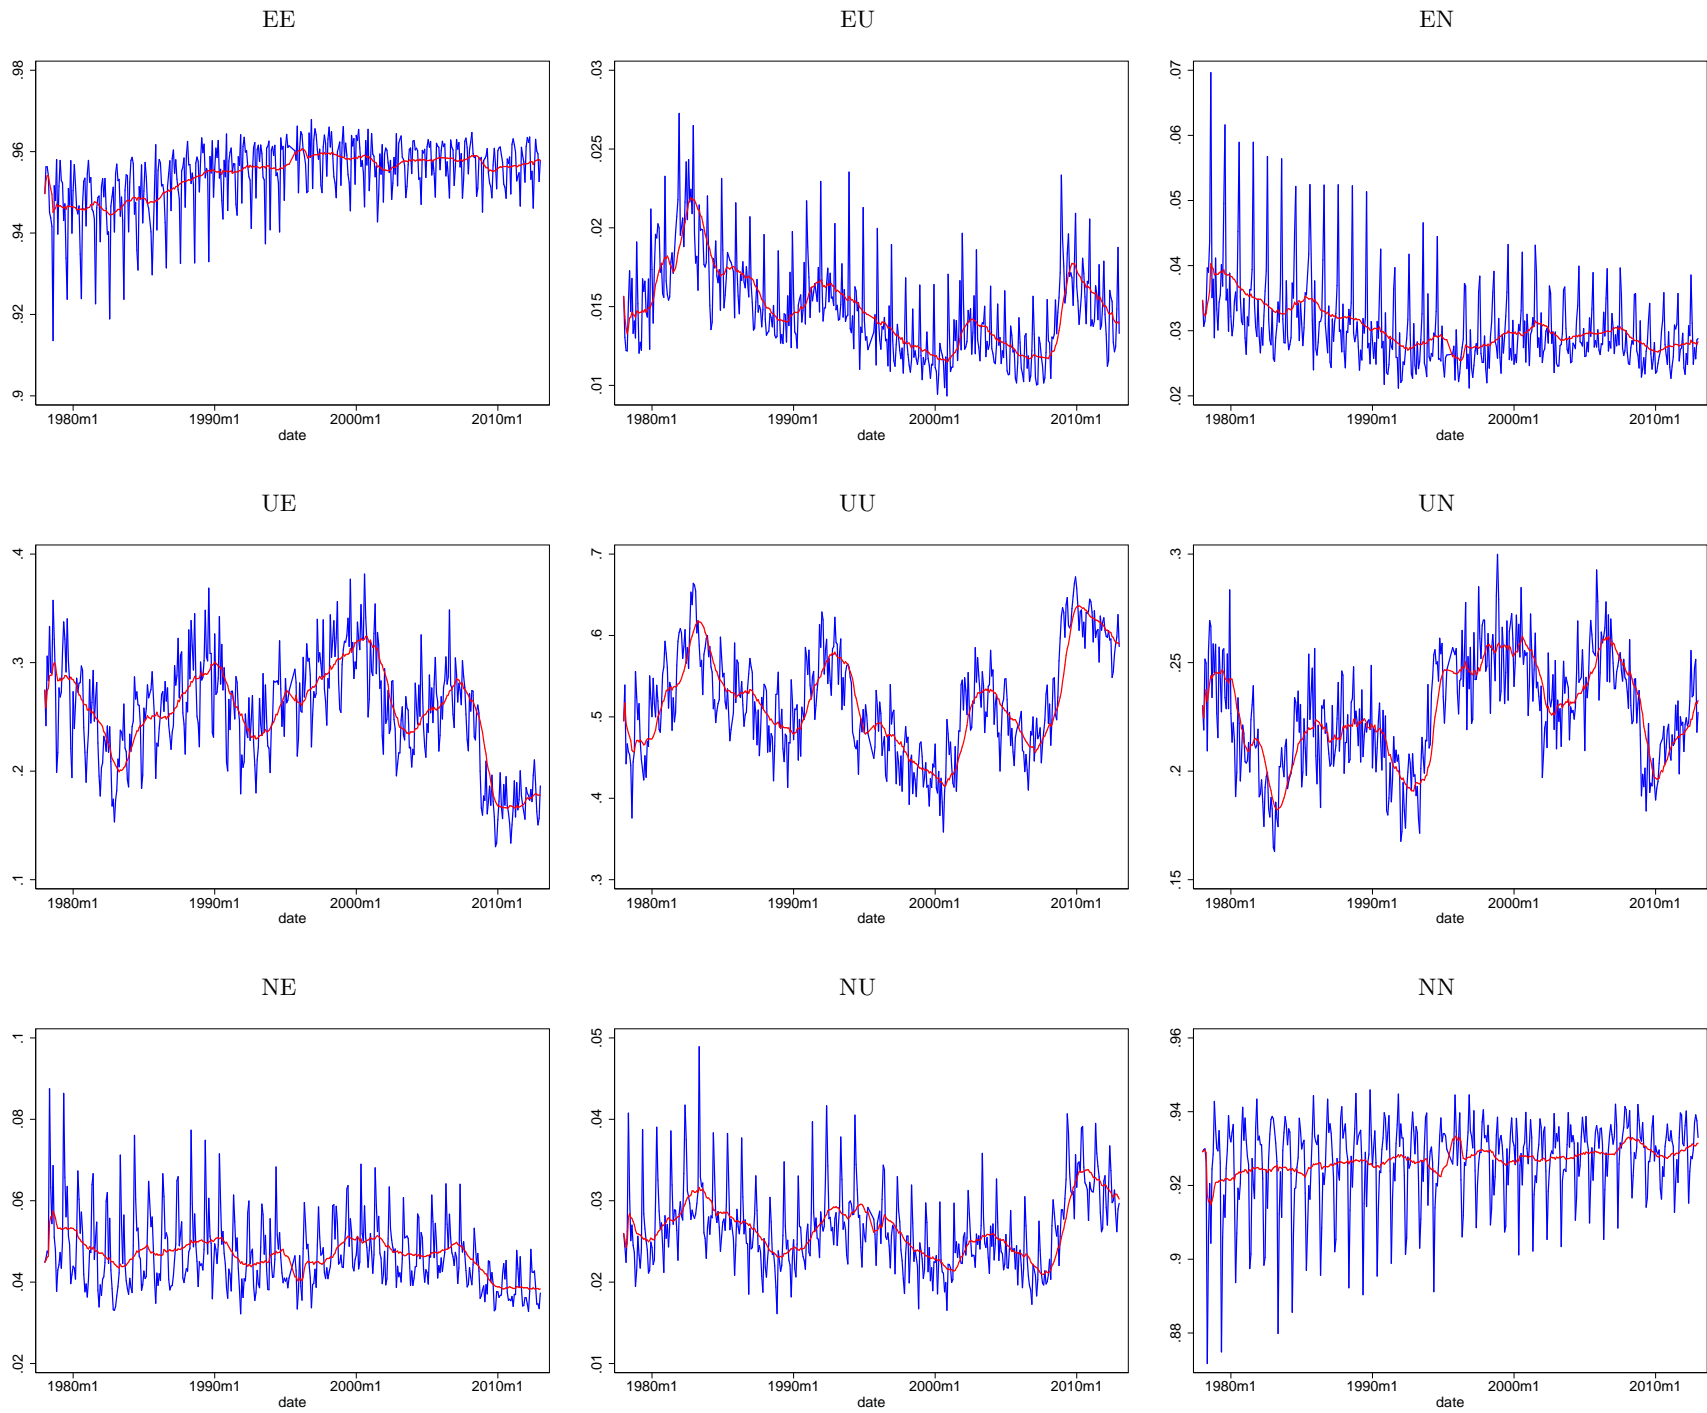 EE EU EN
.98 .96 .94 .92 .9
1980m1 1990m1 2000m1 2010m1
date
.03 .025 .02 .015 .01
1980m1 1990m1 2000m1 2010m1
date
.07 .06 .05 .04 .03 .02
1980m1 1990m1 2000m1 2010m1
date
UE UU UN
.4 .3 .2 .1
1980m1 1990m1 2000m1 2010m1
date
.7 .6 .5 .4 .3
1980m1 1990m1 2000m1 2010m1
date
.3 .25 .2 .15
1980m1 1990m1 2000m1 2010m1
date
NE NU NN
.1 .08 .06 .04 .02
1980m1 1990m1 2000m1 2010m1
date
.05 .04 .03 .02 .01
1980m1 1990m1 2000m1 2010m1
date
.96 .94 .92 .9 .88
1980m1 1990m1 2000m1 2010m1
date